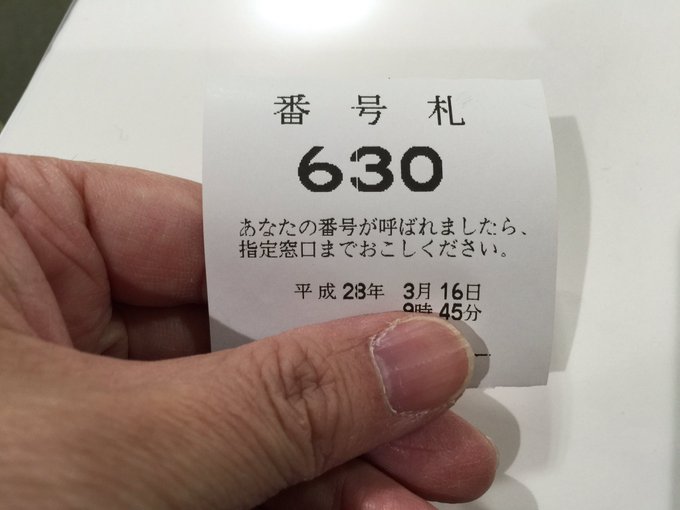 番 号 札
630
あなたの番号が呼ばれましたら、
指定窓口までおこしください。
平成28年 3月16日
9時45分